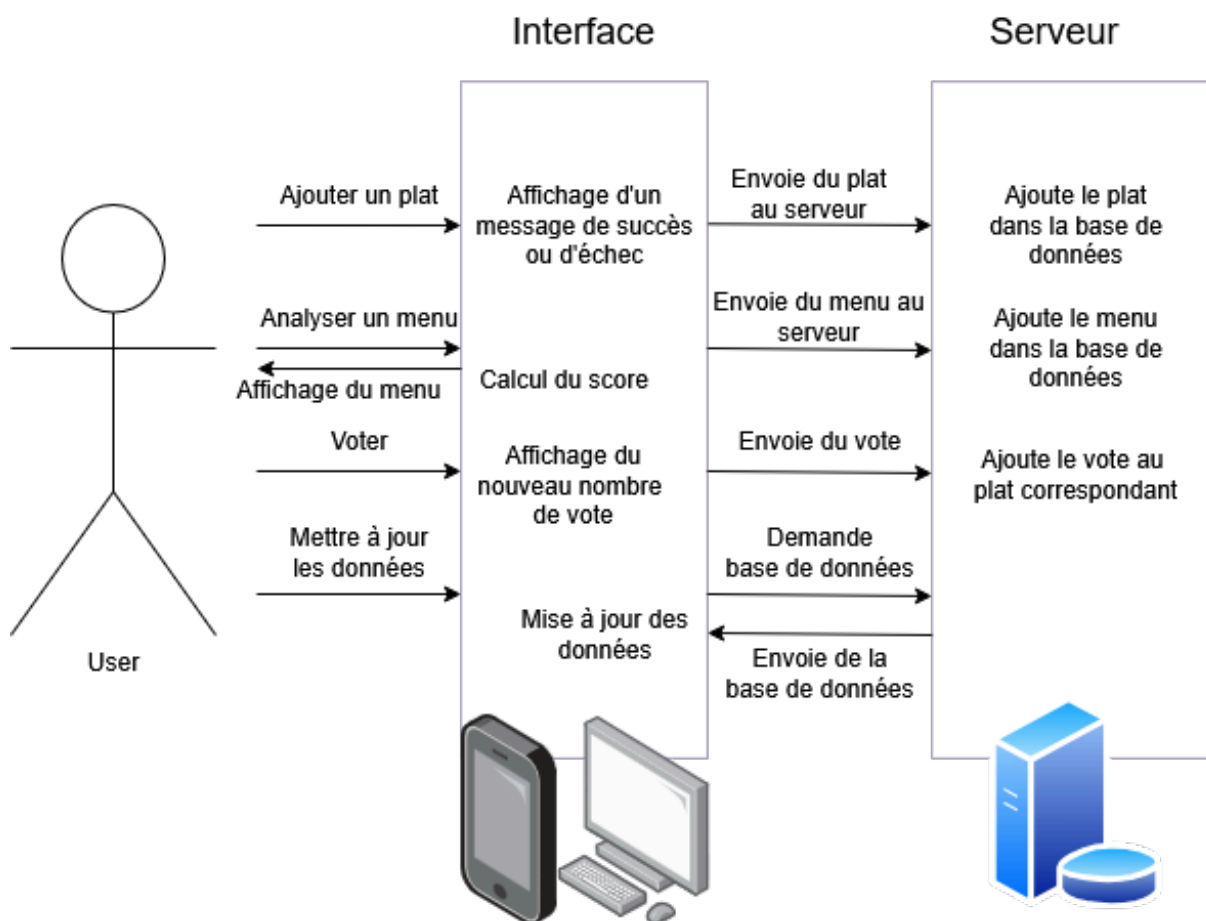 Interface
Serveur
Ajouter un plat
Affichage d'un
message de succès
ou d'échec
Envoie du plat
au serveur
Ajoute le plat
dans la base de
données
Analyser un menu
Affichage du menu
Calcul du score
Envoie du menu au
serveur
Ajoute le menu
dans la base de
données
Voter
Affichage du
nouveau nombre
de vote
Envoie du vote
Ajoute le vote au
plat correspondant
Mettre à jour
les données
Mise à jour des
données
Demande
base de données
Envoie de la
base de données
User